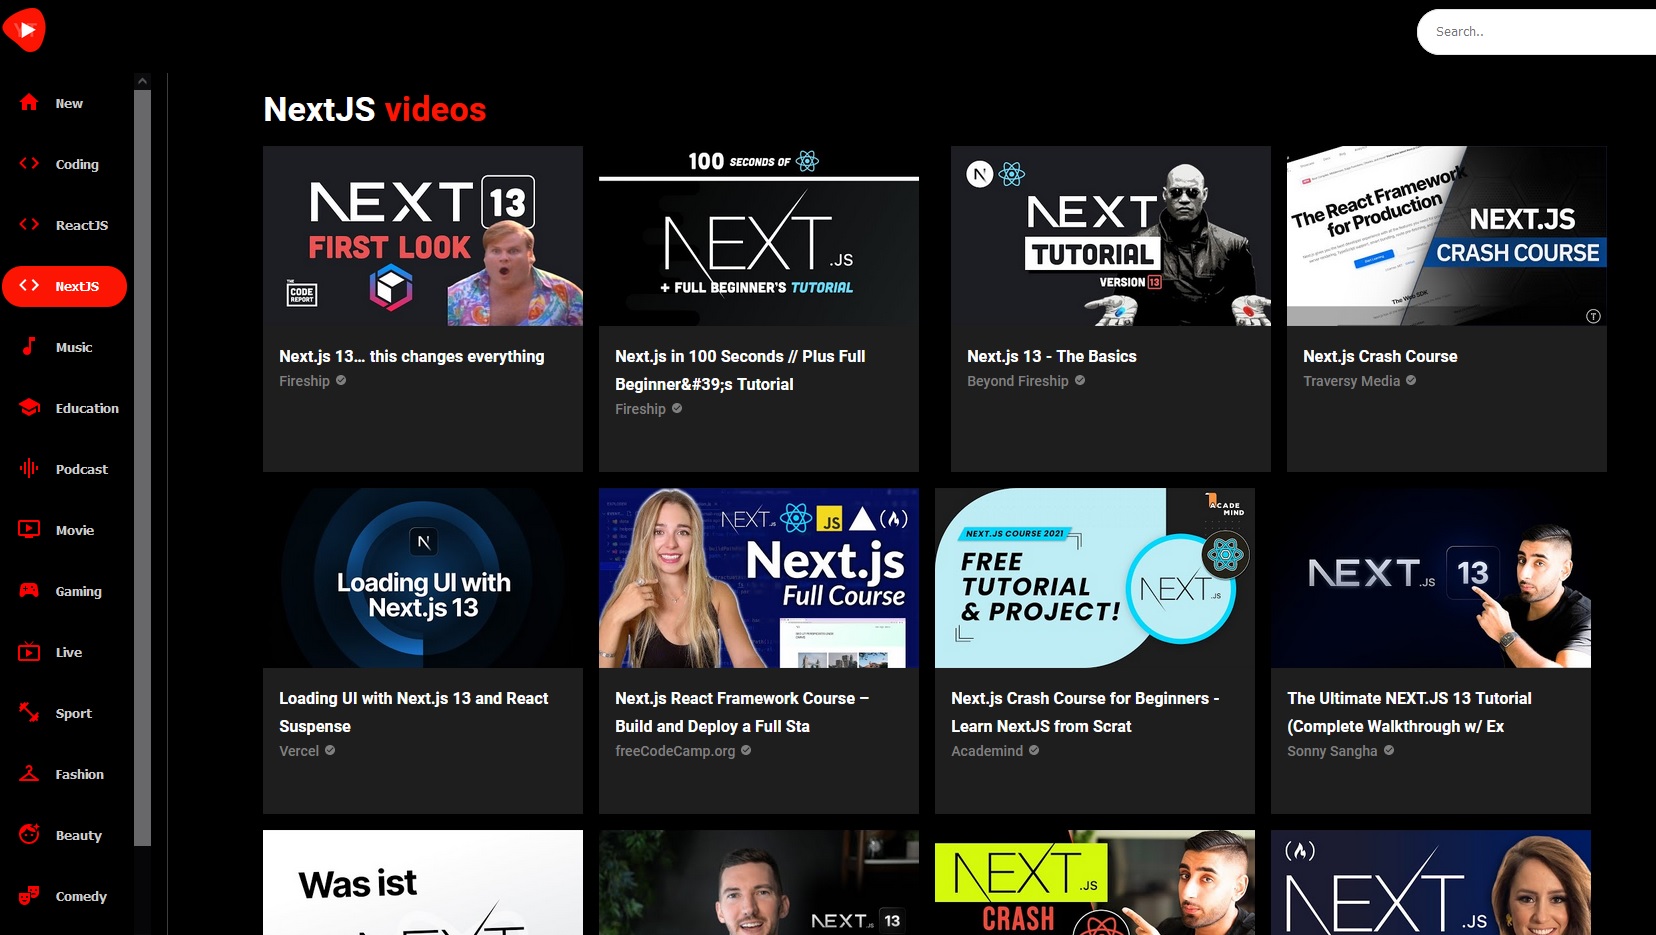 Search..
New
Coding
ReactJS
NextJS
Music
Education
Podcast
Movie
Gaming
Live
Sport
Fashion
Beauty
Comedy
NextJS videos
NEXT 13
FIRST LOOK
THE
CODE
REPORT
Next.js 13... this changes everything
Fireship
100 SECONDS OF
NEXT.JS
+ FULL BEGINNER'S TUTORIAL
Next.js in 100 Seconds // Plus Full
Beginner&#39;s Tutorial
Fireship
N
NEXT
TUTORIAL
VERSION 13
Next.js 13 - The Basics
Beyond Fireship
The React Framework
for Production
NEXT.JS
CRASH COURSE
T
Next.js Crash Course
Traversy Media
N
Loading UI with
Next.js 13
Loading UI with Next.js 13 and React
Suspense
Vercel
NEXT.JS
JS
Next.js
Full Course
Next.js React Framework Course –
Build and Deploy a Full Sta
freeCodeCamp.org
ACADE
MIND
NEXT.JS COURSE 2021
FREE
TUTORIAL
& PROJECT!
NEXT.JS
Next.js Crash Course for Beginners -
Learn NextJS from Scrat
Academind
NEXT.JS 13
The Ultimate NEXT.JS 13 Tutorial
(Complete Walkthrough w/ Ex
Sonny Sangha
Was ist
NEXT.JS 13
NEXT.JS
CRASH
NEXT.JS